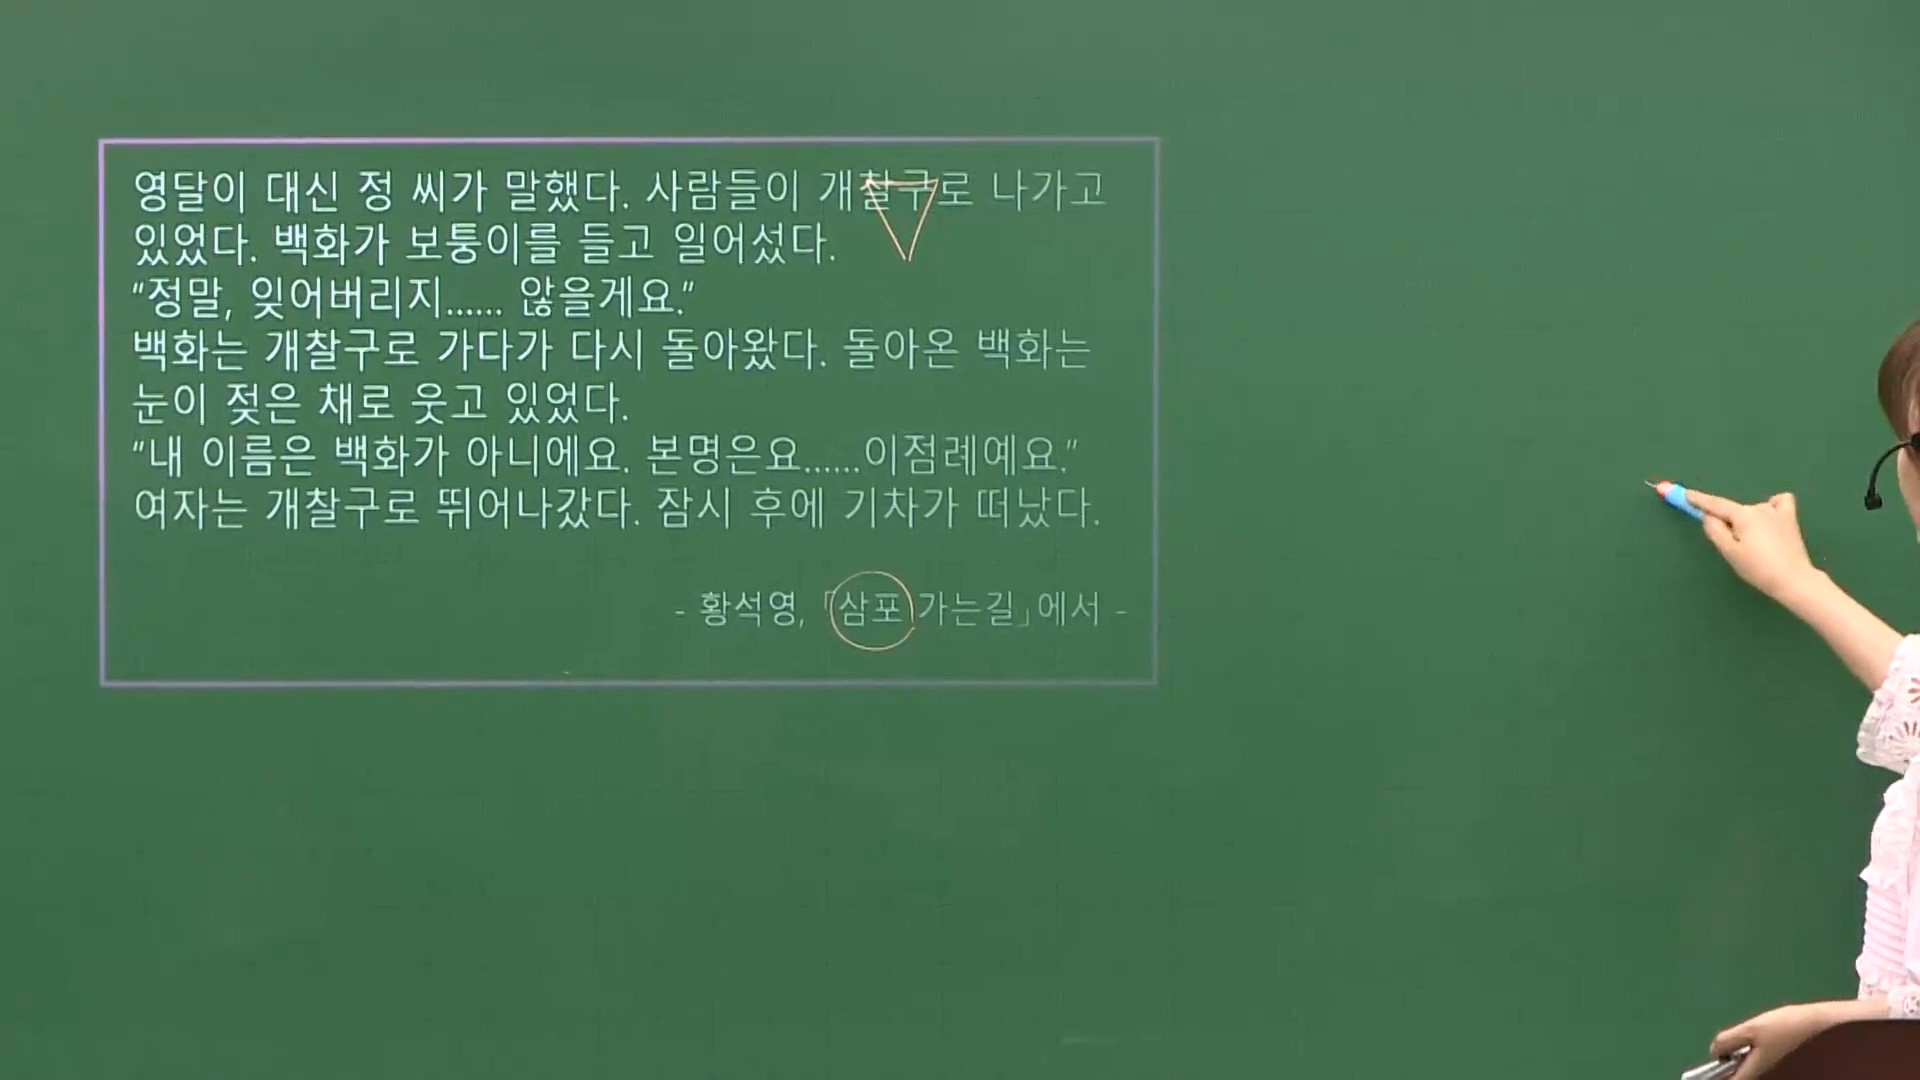 영달이 대신 정 씨가 말했다. 사람들이 개찰구로 나가고
있었다. 백화가 보퉁이를 들고 일어섰다.
"정말, 잊어버리지...... 않을게요."
백화는 개찰구로 가다가 다시 돌아왔다. 돌아온 백화는
눈이 젖은 채로 웃고 있었다.
"내 이름은 백화가 아니에요. 본명은요......이점례예요."
여자는 개찰구로 뛰어나갔다. 잠시 후에 기차가 떠났다.
- 황석영, 「삼포 가는길」에서 -